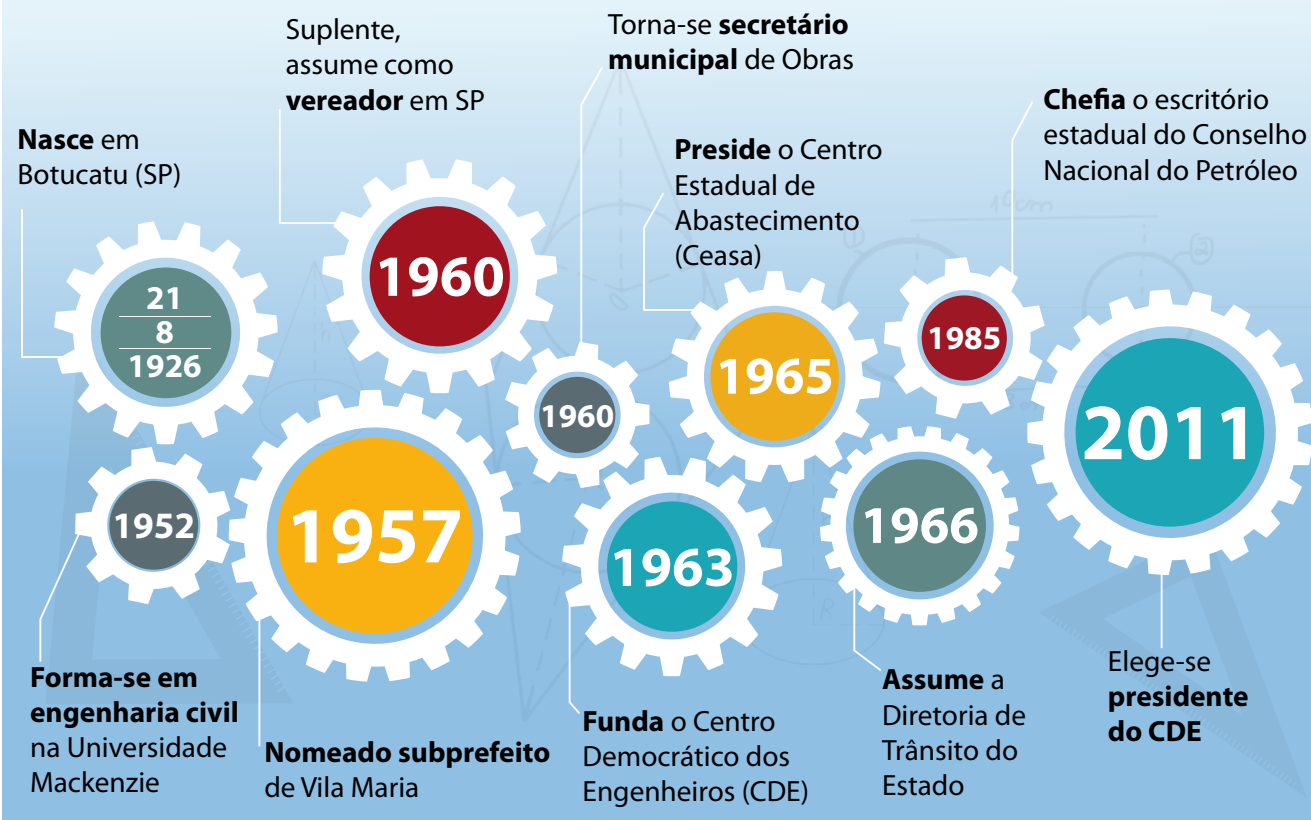 Nasce em
Botucatu (SP)
21
8
1926
1952
Forma-se em
engenharia civil
na Universidade
Mackenzie
1957
Nomeado subprefeito
de Vila Maria
Suplente,
assume como
vereador em SP
1960
Torna-se secretário
municipal de Obras
1960
1963
Funda o Centro
Democrático dos
Engenheiros (CDE)
Preside o Centro
Estadual de
Abastecimento
(Ceasa)
1965
1966
Assume a
Diretoria de
Trânsito do
Estado
Chefia o escritório
estadual do Conselho
Nacional do Petróleo
1985
2011
Elege-se
presidente
do CDE
10cm
R